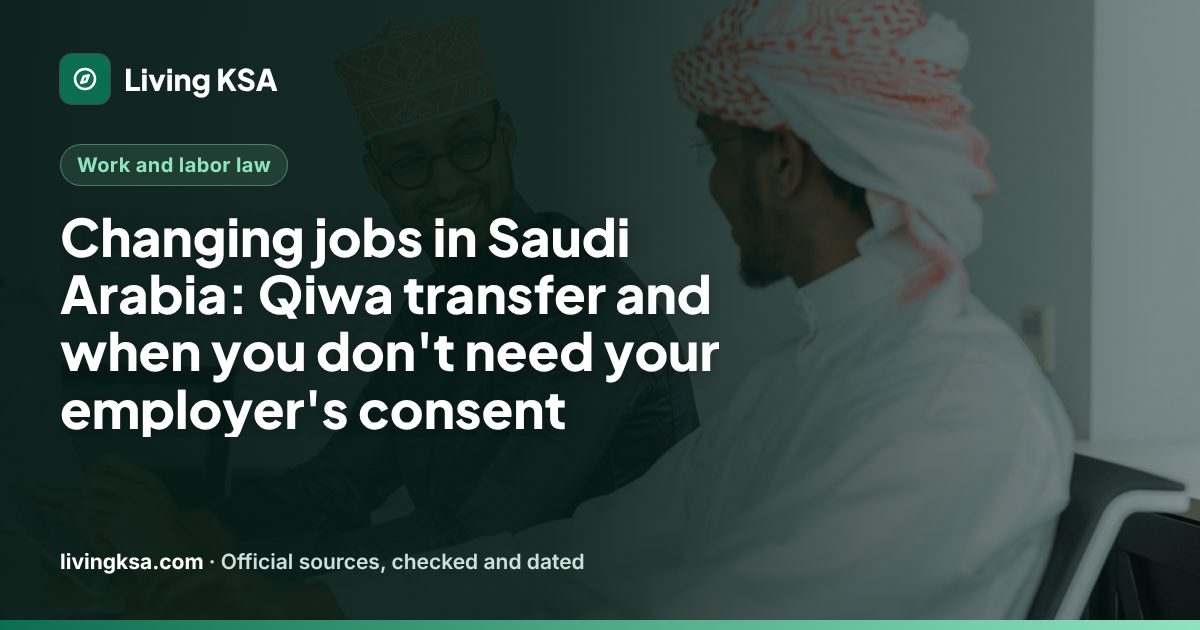 Living KSA
Work and labor law
Changing jobs in Saudi
Arabia: Qiwa transfer and
when you don't need your
employer's consent
livingksa.com · Official sources, checked and dated